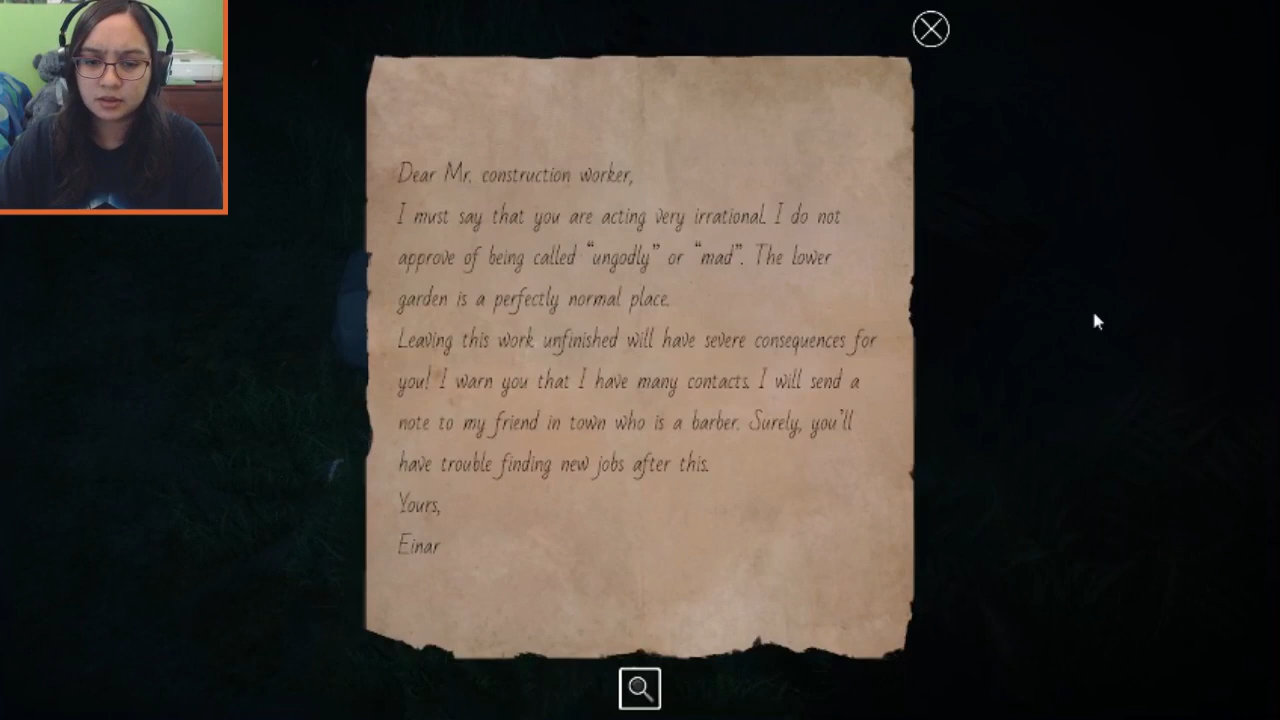 Dear Mr. construction worker,
I must say that you are acting very irrational. I do not
approve of being called “ungodly” or “mad”. The lower
garden is a perfectly normal place.
Leaving this work unfinished will have severe consequences for
you! I warn you that I have many contacts. I will send a
note to my friend in town who is a barber. Surely, you'll
have trouble finding new jobs after this.
Yours,
Einar